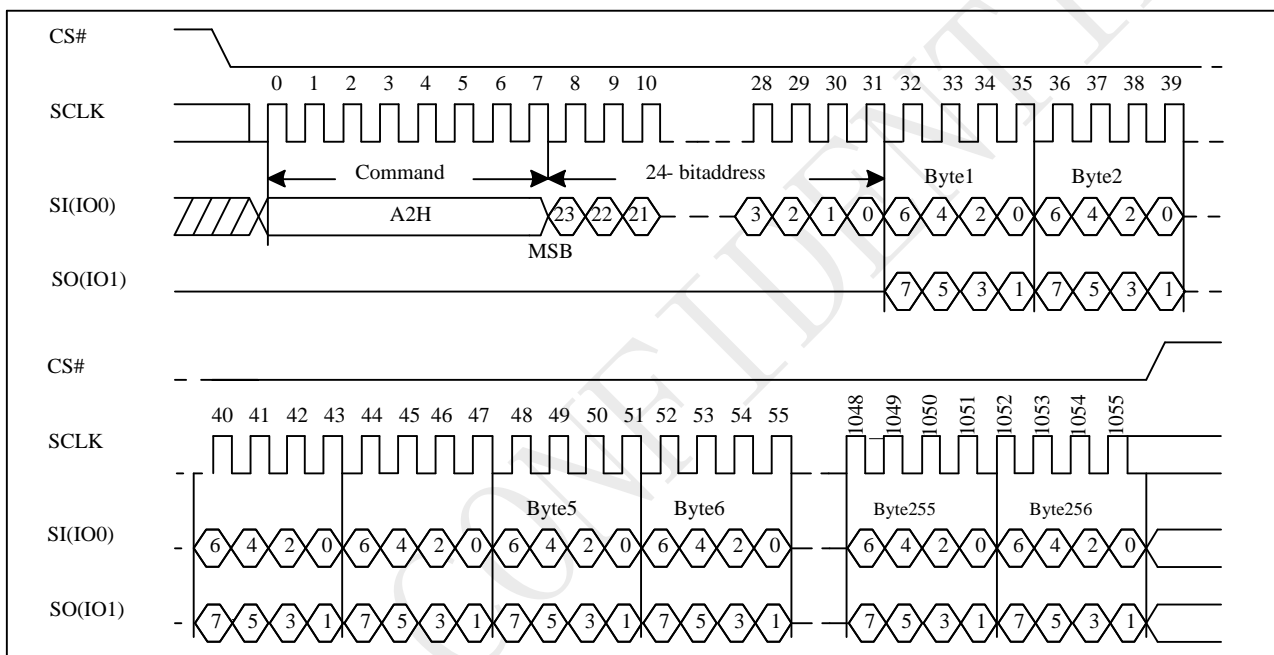 CS#
0 1 2 3 4 5 6 7 8 9 10 28 29 30 31 32 33 34 35 36 37 38 39
SCLK
Command 24- bitaddress Byte1 Byte2
SI(IO0) A2H 23 22 21 3 2 1 0 6 4 2 0 6 4 2 0
MSB
SO(IO1) 7 5 3 1 7 5 3 1
CS#
40 41 42 43 44 45 46 47 48 49 50 51 52 53 54 55 1048 1049 1050 1051 1052 1053 1054 1055
SCLK
Byte5 Byte6 Byte255 Byte256
SI(IO0) 6 4 2 0 6 4 2 0 6 4 2 0 6 4 2 0 6 4 2 0 6 4 2 0
SO(IO1) 7 5 3 1 7 5 3 1 7 5 3 1 7 5 3 1 7 5 3 1 7 5 3 1
CONFIDENTI